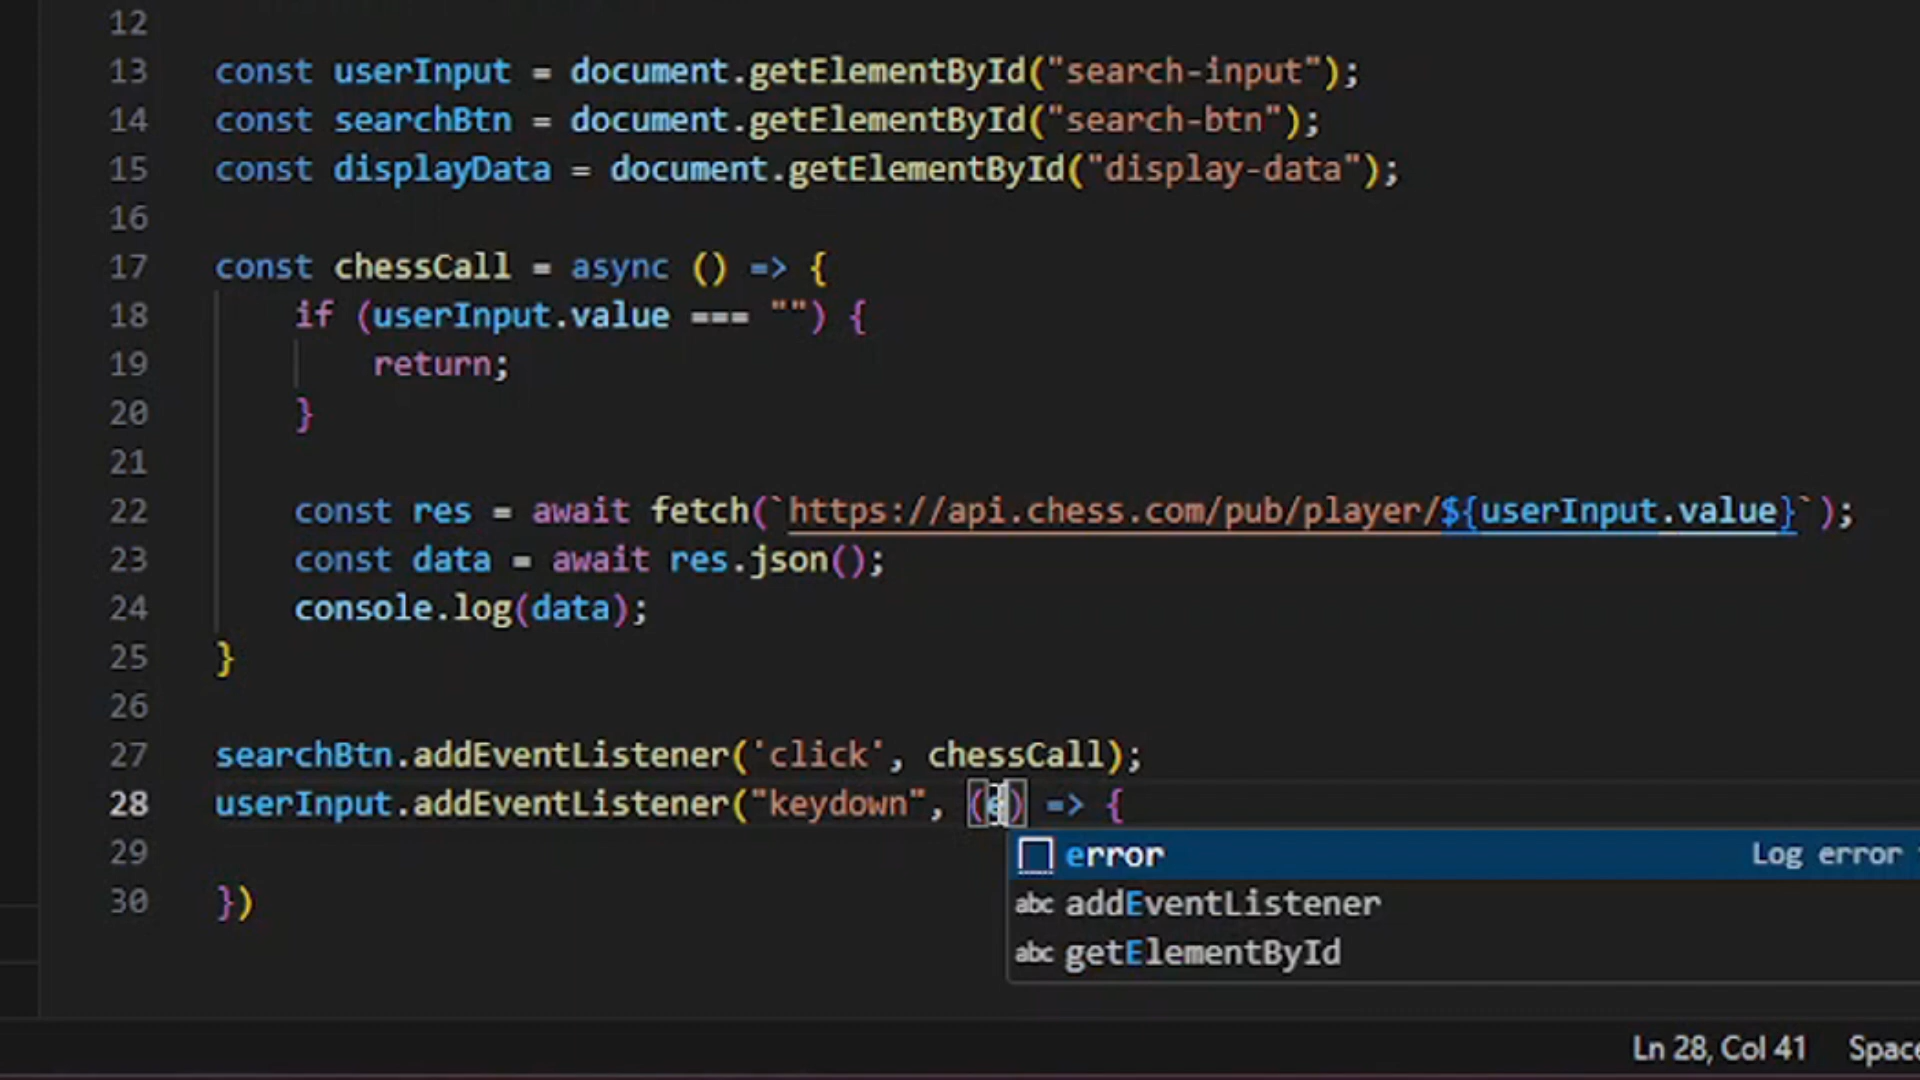 12
13 const userInput = document.getElementById("search-input");
14 const searchBtn = document.getElementById("search-btn");
15 const displayData = document.getElementById("display-data");
16
17 const chessCall = async () => {
18 if (userInput.value === "") {
19 return;
20 }
21
22 const res = await fetch(`https://api.chess.com/pub/player/${userInput.value}`);
23 const data = await res.json();
24 console.log(data);
25 }
26
27 searchBtn.addEventListener('click', chessCall);
28 userInput.addEventListener("keydown", (e) => {
29
30 })
error Log error
abc addEventListener
abc getElementById
Ln 28, Col 41 Space